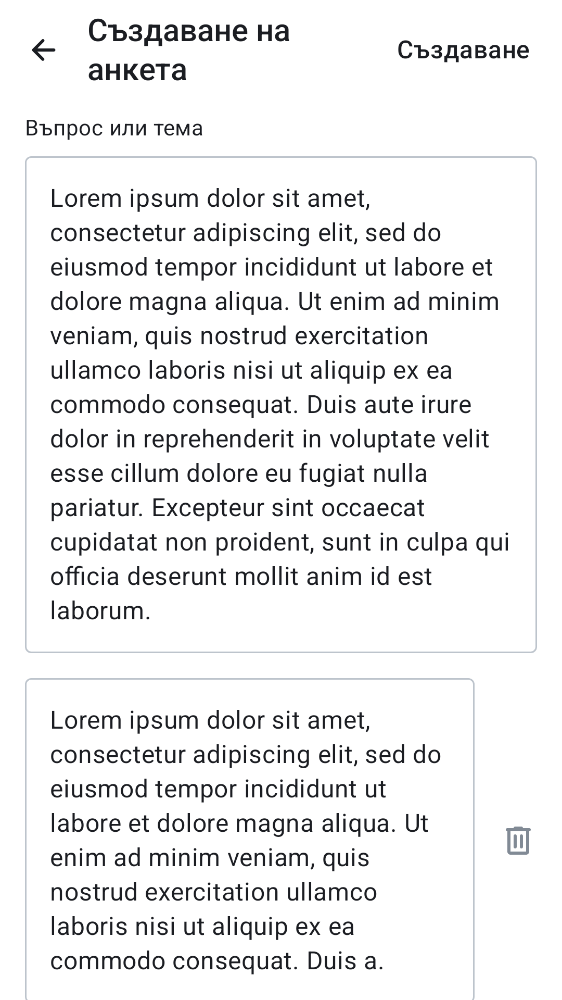 Създаване на
анкета
Създаване
Въпрос или тема
Lorem ipsum dolor sit amet,
consectetur adipiscing elit, sed do
eiusmod tempor incididunt ut labore et
dolore magna aliqua. Ut enim ad minim
veniam, quis nostrud exercitation
ullamco laboris nisi ut aliquip ex ea
commodo consequat. Duis aute irure
dolor in reprehenderit in voluptate velit
esse cillum dolore eu fugiat nulla
pariatur. Excepteur sint occaecat
cupidatat non proident, sunt in culpa qui
officia deserunt mollit anim id est
laborum.
Lorem ipsum dolor sit amet,
consectetur adipiscing elit, sed do
eiusmod tempor incididunt ut
labore et dolore magna aliqua. Ut
enim ad minim veniam, quis
nostrud exercitation ullamco
laboris nisi ut aliquip ex ea
commodo consequat. Duis a.